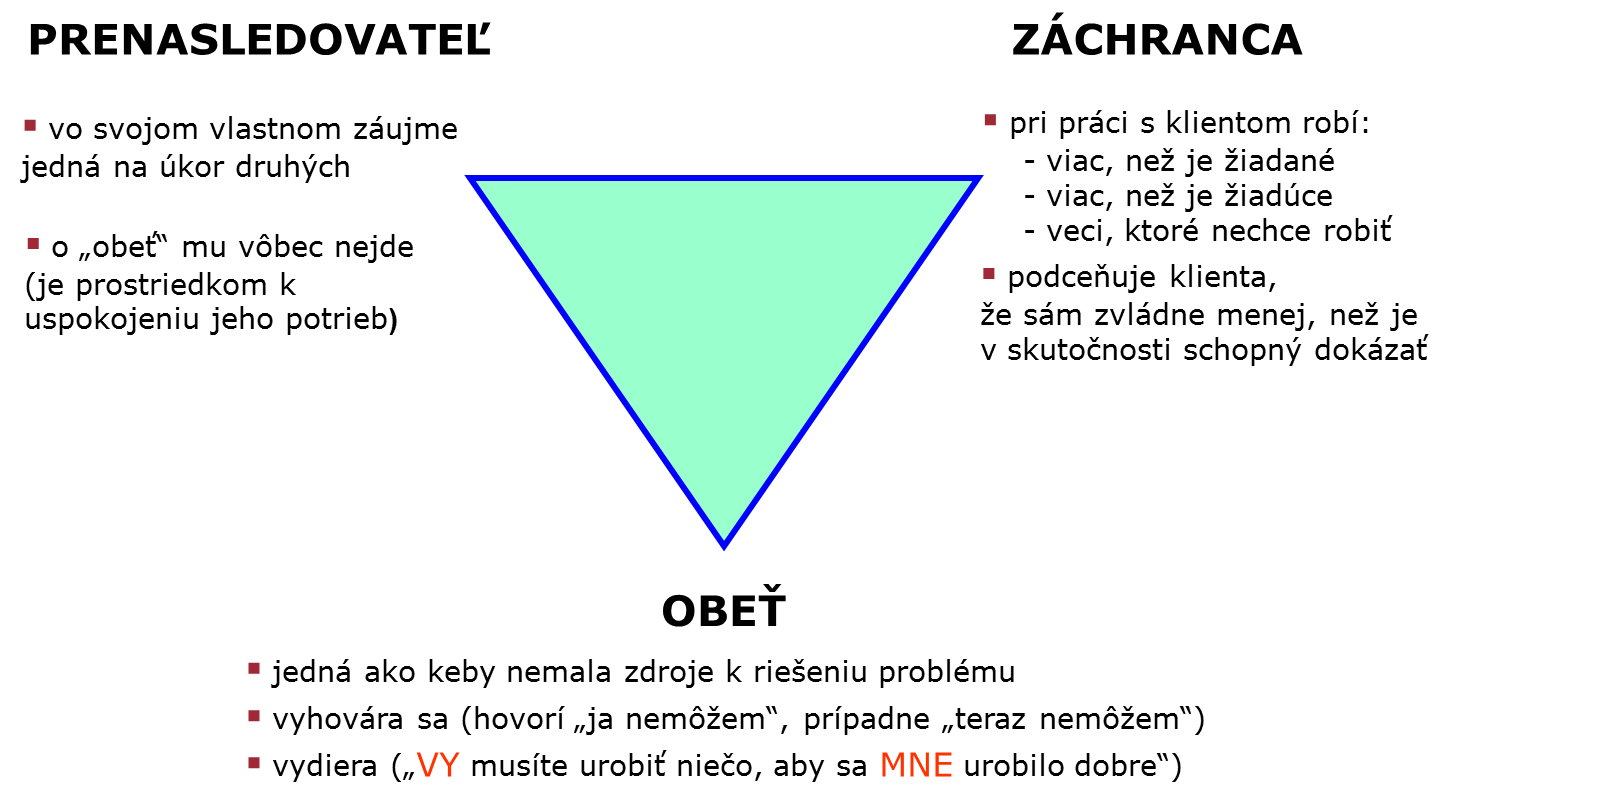 PRENASLEDOVATEĽ
▪ vo svojom vlastnom záujme
jedná na úkor druhých
▪ o „obeť“ mu vôbec nejde
(je prostriedkom k
uspokojeniu jeho potrieb)
ZÁCHRANCA
▪ pri práci s klientom robí:
- viac, než je žiadané
- viac, než je žiadúce
- veci, ktoré nechce robiť
▪ podceňuje klienta,
že sám zvládne menej, než je
v skutočnosti schopný dokázať
OBEŤ
▪ jedná ako keby nemala zdroje k riešeniu problému
▪ vyhovára sa (hovorí „ja nemôžem“, prípadne „teraz nemôžem“)
▪ vydiera („VY musíte urobiť niečo, aby sa MNE urobilo dobre“)